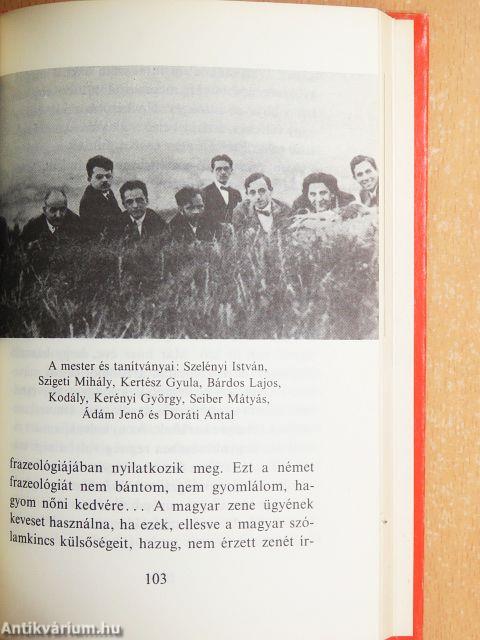 A mester és tanítványai: Szelényi István,
Szigeti Mihály, Kertész Gyula, Bárdos Lajos,
Kodály, Kerényi György, Seiber Mátyás,
Ádám Jenő és Doráti Antal
frazeológiájában nyilatkozik meg. Ezt a német
frazeológiát nem bántom, nem gyomlálom, ha-
gyom nőni kedvére... A magyar zene ügyének
keveset használna, ha ezek, ellesve a magyar szó-
lamkincs külsőségeit, hazug, nem érzett zenét ír-
103
Antikvárium.hu